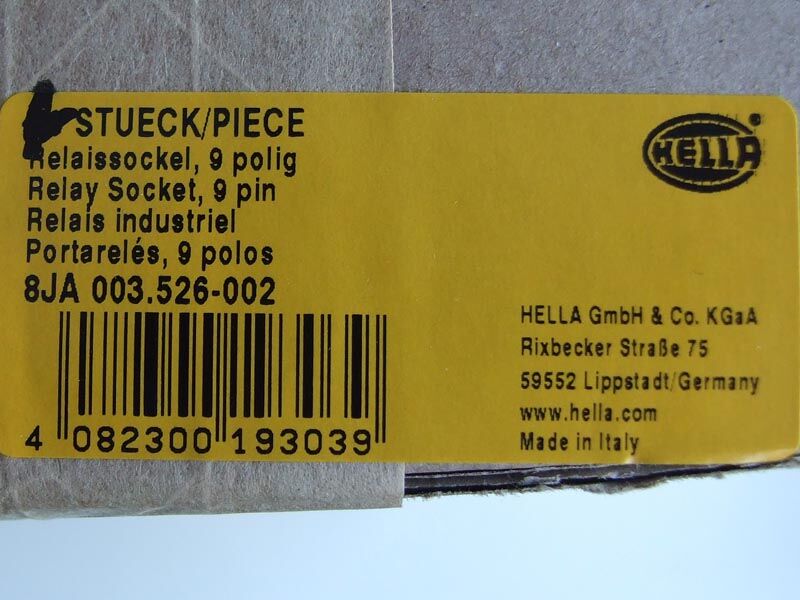 STUECK/PIECE
Relaissockel, 9 polig
Relay Socket, 9 pin
Relais industriel
Portarelés, 9 polos
8JA 003.526-002
4 082300 193039
HELLA
HELLA GmbH & Co. KGaA
Rixbecker Straße 75
59552 Lippstadt/Germany
www.hella.com
Made in Italy